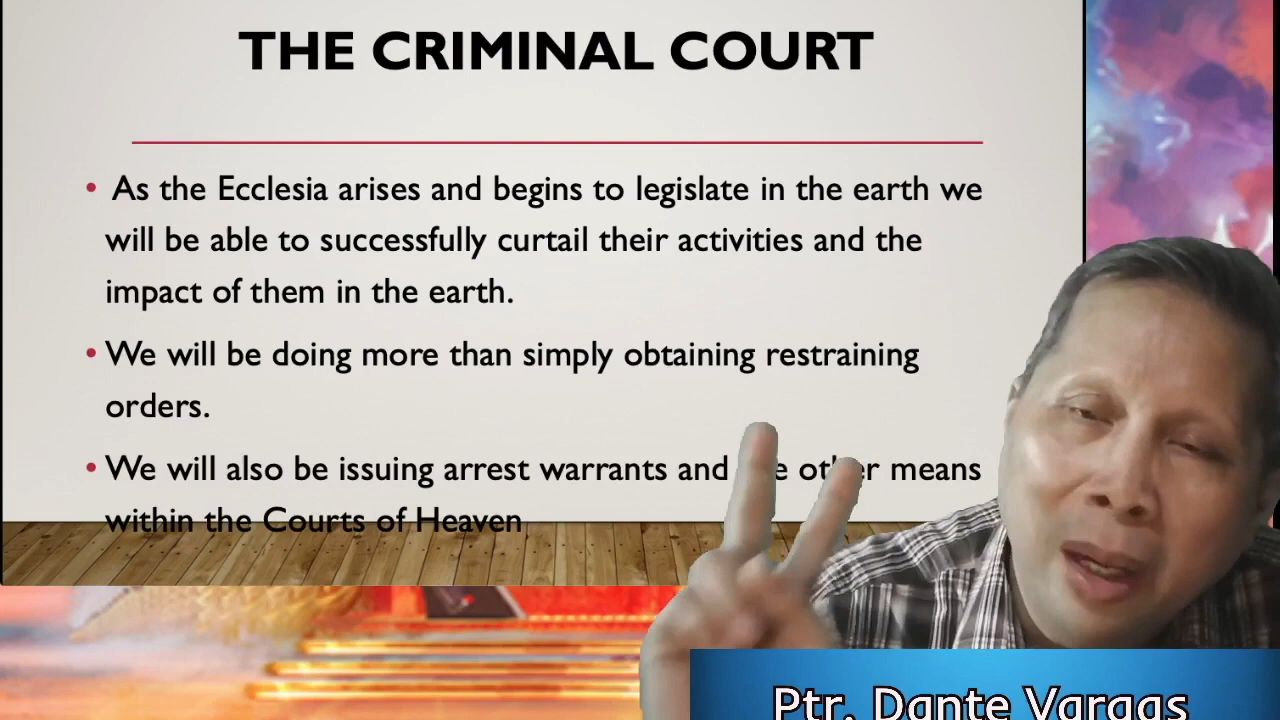 THE CRIMINAL COURT
• As the Ecclesia arises and begins to legislate in the earth we
will be able to successfully curtail their activities and the
impact of them in the earth.
• We will be doing more than simply obtaining restraining
orders.
• We will also be issuing arrest warrants and other means
within the Courts of Heaven
Ptr. Dante Vargas